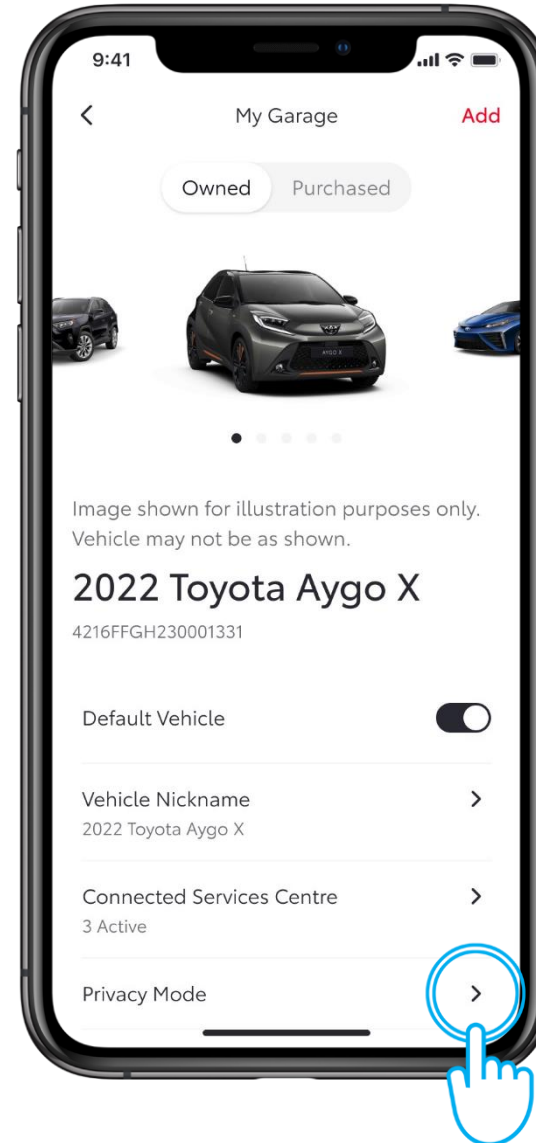 9:41
My Garage Add
Owned Purchased
AYGO X
Image shown for illustration purposes only.
Vehicle may not be as shown.
2022 Toyota Aygo X
4216FFGH230001331
Default Vehicle
Vehicle Nickname
2022 Toyota Aygo X
Connected Services Centre
3 Active
Privacy Mode